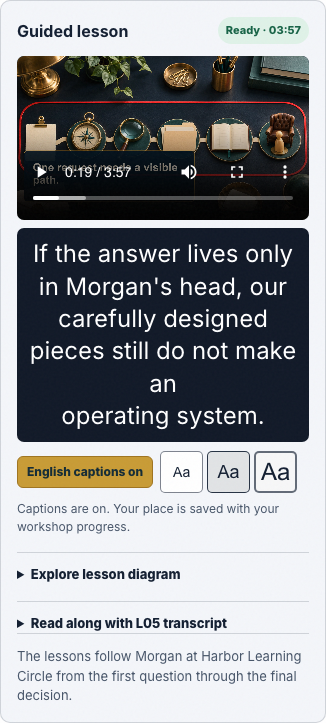 Guided lesson
Ready · 03:57
One request needs a visible
path.
0:19 / 3:57
If the answer lives only
in Morgan's head, our
carefully designed
pieces still do not make
an
operating system.
English captions on
Aa
Aa
Aa
Captions are on. Your place is saved with your
workshop progress.
Explore lesson diagram
Read along with L05 transcript
The lessons follow Morgan at Harbor Learning
Circle from the first question through the final
decision.